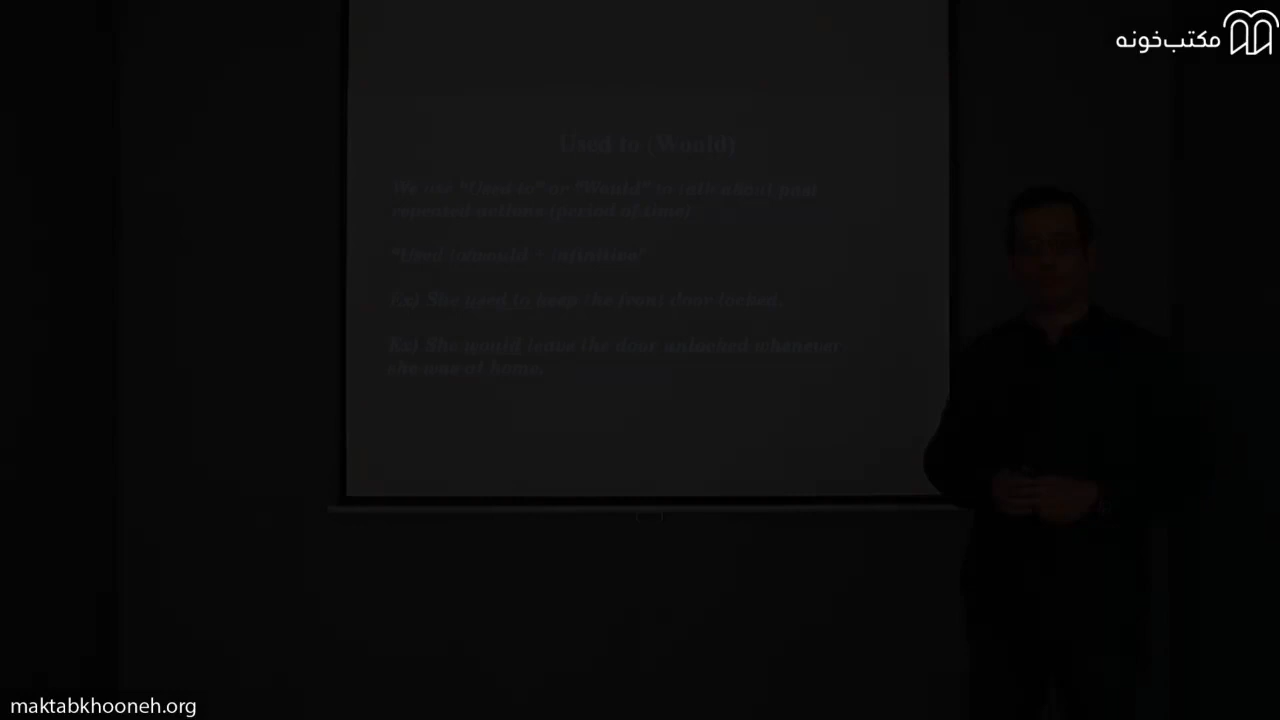 مکتب‌خونه
Used to (Would)
We use "Used to" or "Would" to talk about past
repeated actions (period of time)
"Used to/would + infinitive"
Ex) She used to keep the front door locked.
Ex) She would leave the door unlocked whenever
she was at home.
maktabkhooneh.org